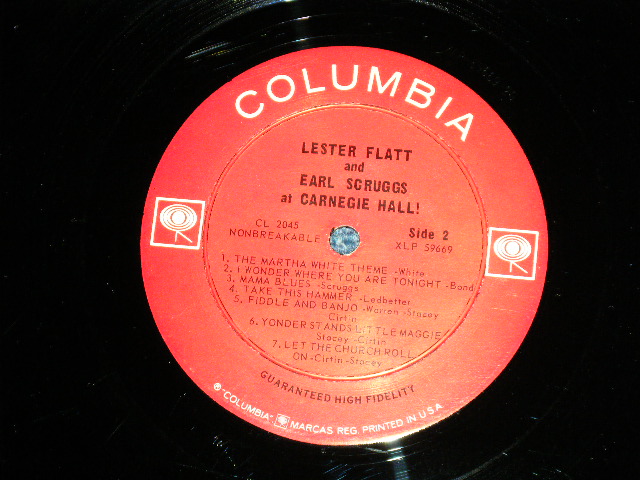 COLUMBIA
LESTER FLATT
and
EARL SCRUGGS
at CARNEGIE HALL!
CL 2045
NONBREAKABLE
Side 2
XLP 59669
1. THE MARTHA WHITE THEME -White
2. I WONDER WHERE YOU ARE TONIGHT -Bond
3. MAMA BLUES -Scruggs
4. TAKE THIS HAMMER -Ledbetter
5. FIDDLE AND BANJO -Warren -Stacey
Cirtin
6. YONDER STANDS LITTLE MAGGIE
Stacey -Cirtin
7. LET THE CHURCH ROLL
ON -Cirtin -Stacey
GUARANTEED HIGH FIDELITY
® "COLUMBIA" MARCAS REG. PRINTED IN U.S.A.